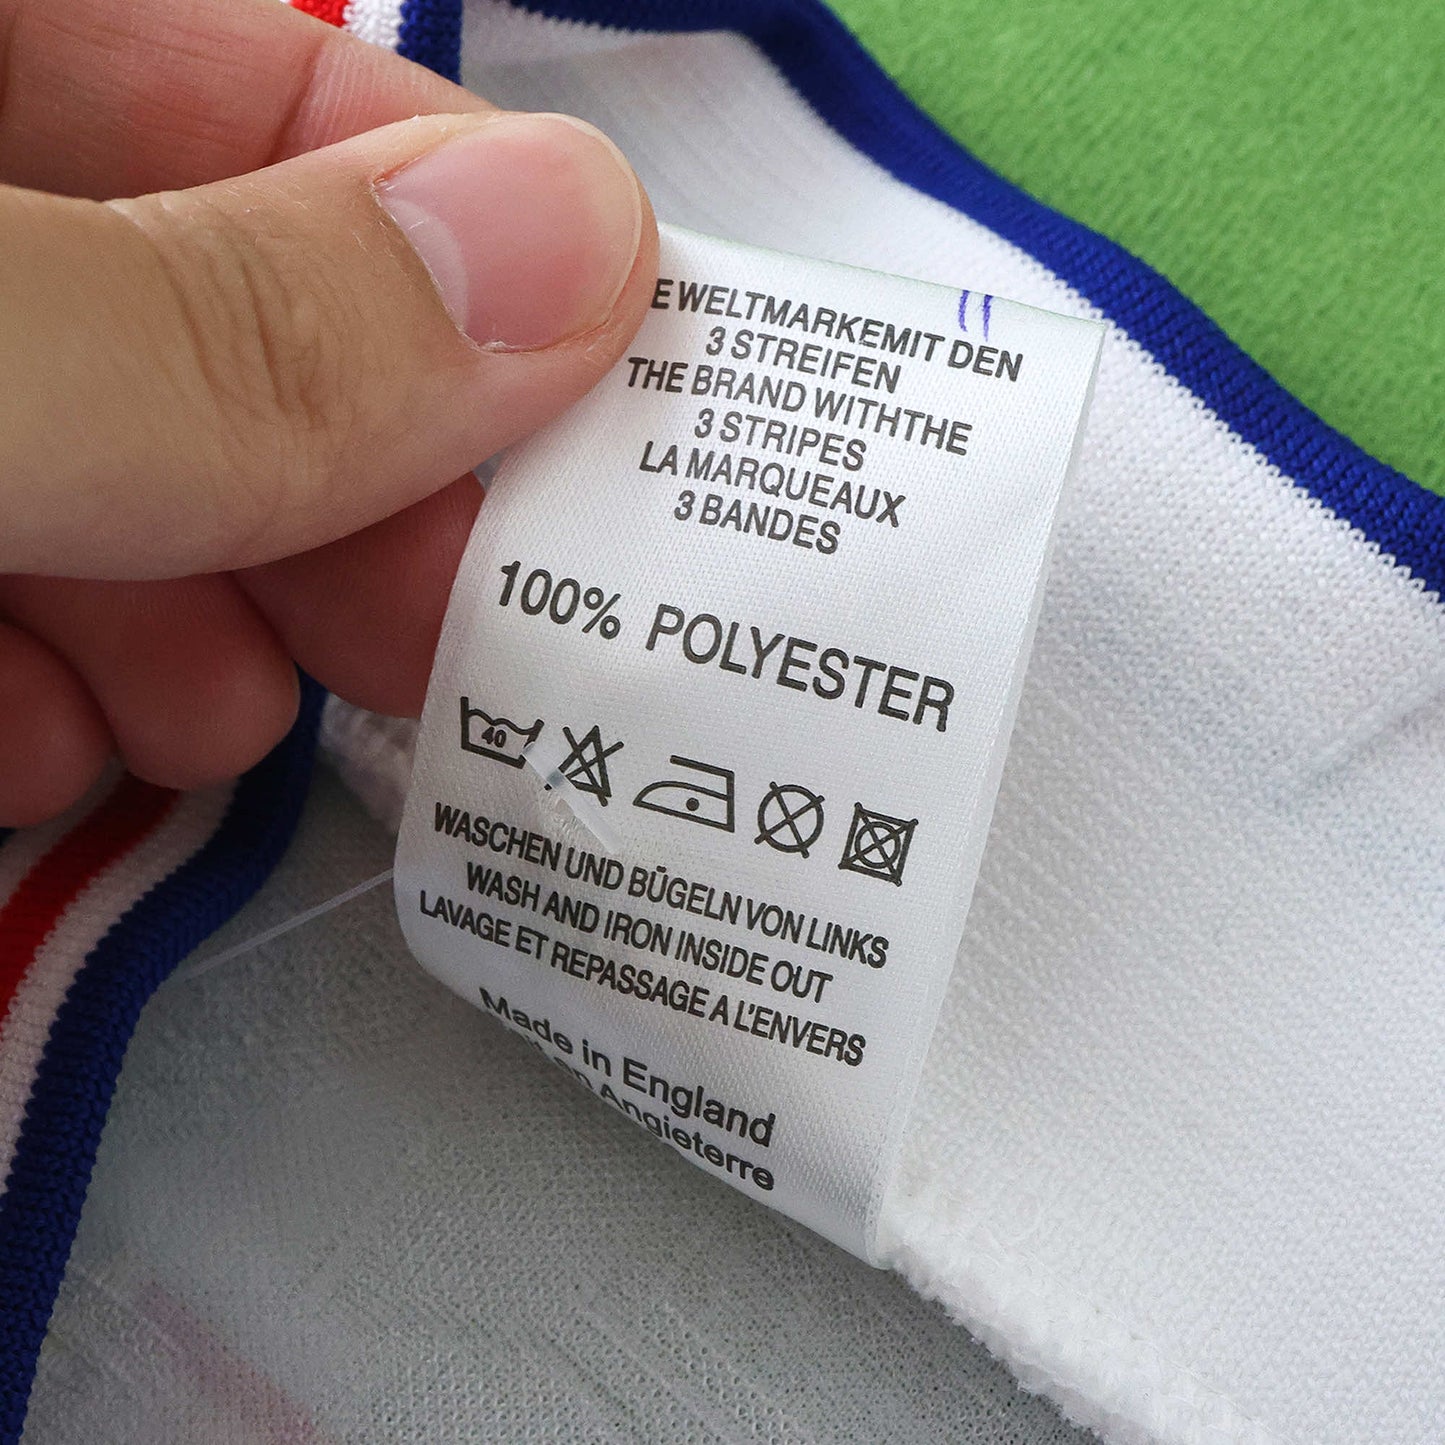 E WELTMARKEMIT DEN
3 STREIFEN
THE BRAND WITHTHE
3 STRIPES
LA MARQUEAUX
3 BANDES
100% POLYESTER
40
WASCHEN UND BÜGELN VON LINKS
WASH AND IRON INSIDE OUT
LAVAGE ET REPASSAGE A L'ENVERS
Made in England
en Angleterre